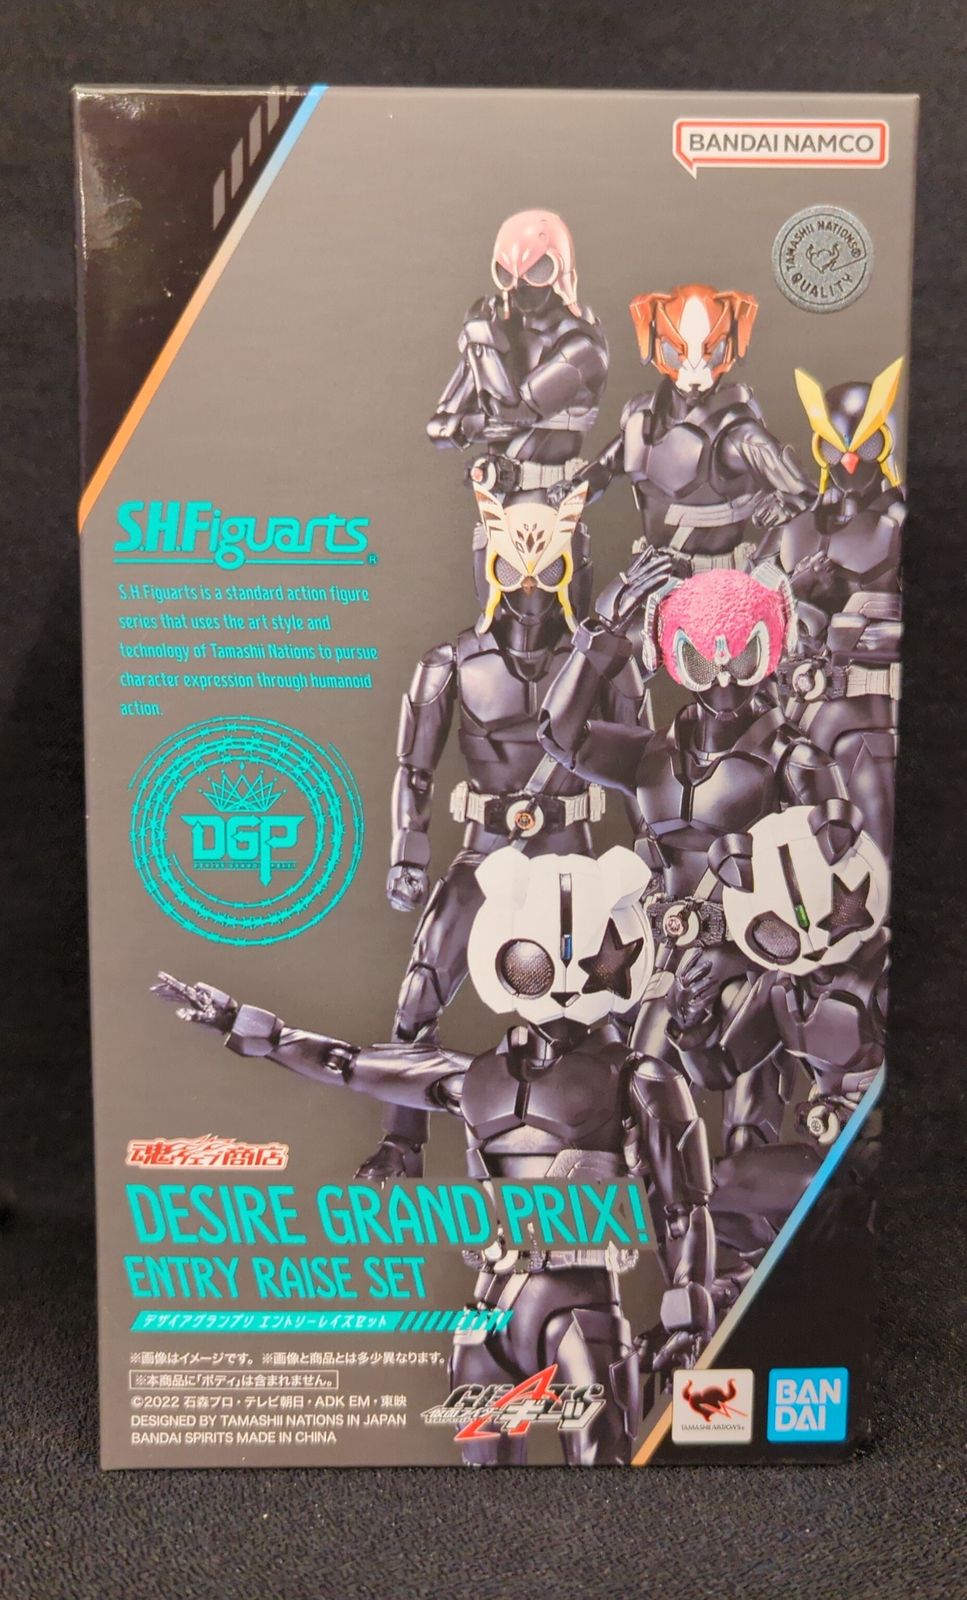 BANDAI NAMCO
TAMASHII NATIONS®
QUALITY
S.H.Figuarts®
S.H.Figuarts is a standard action figure
series that uses the art style and
technology of Tamashii Nations to pursue
character expression through humanoid
action.
DGP
魂ウェブ商店
DESIRE GRAND PRIX!
ENTRY RAISE SET
デザイアグランプリ エントリーレイズセット
※画像はイメージです。 ※画像と商品とは多少異なります。
※本商品に「ボディ」は含まれません。
©2022 石森プロ・テレビ朝日・ADK EM・東映
DESIGNED BY TAMASHII NATIONS IN JAPAN
BANDAI SPIRITS MADE IN CHINA
GEATS
仮面ライダー
ギーツ
TAMASHII NATIONS®
BAN
DAI